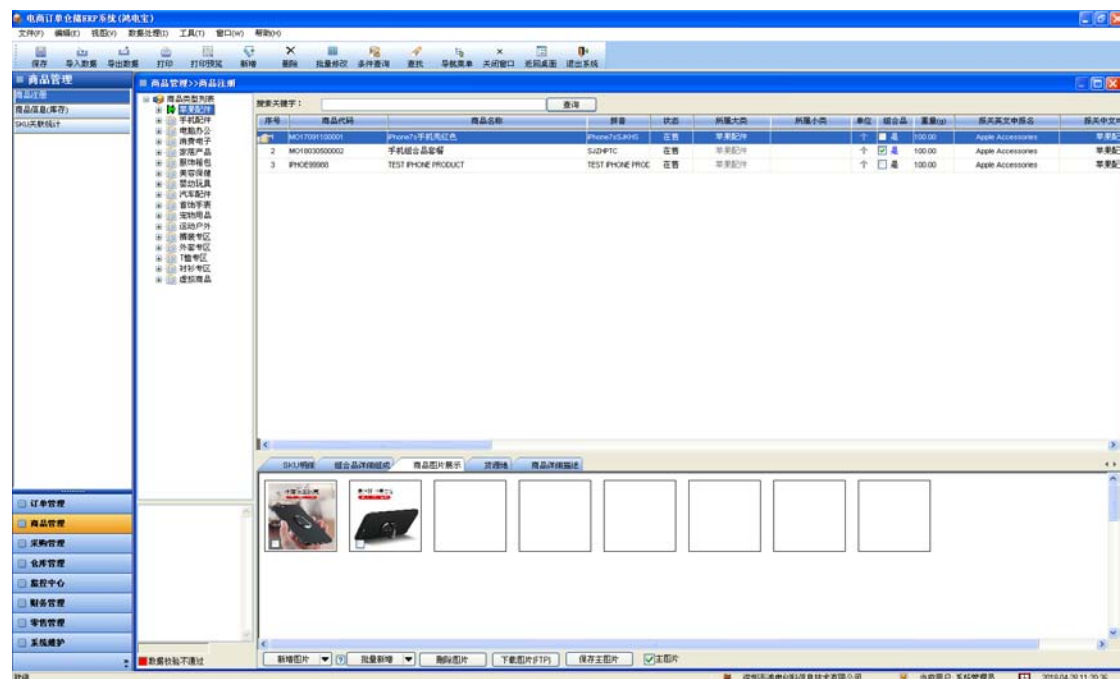 电商订单仓储ERP系统(鸿电宝)
文件(F) 编辑(E) 视图(V) 数据处理(I) 工具(T) 窗口(W) 帮助(H)
保存 导入数据 导出数据 打印 打印预览 新增 删除 批量修改 条件查询 查找 导航菜单 关闭窗口 返回桌面 退出系统
商品管理
商品注册
商品信息(库存)
SKU关联统计
商品管理>>商品注册
商品类型列表
苹果配件
手机配件
电脑办公
消费电子
家居产品
服饰箱包
美容保健
婴幼玩具
汽车配件
首饰手表
宠物用品
运动户外
裤装专区
外套专区
T恤专区
衬衫专区
虚拟商品
搜索关键字: 查询
序号 商品代码 商品名称 拼音 状态 所属大类 所属小类 单位 组合品 重量(g) 报关英文申报名 报关中文申
MO17091100001 iPhone7s手机壳红色 iPhone7sSJKHS 在售 苹果配件 个 是 100.00 Apple Accessories 苹果配
2 MO18030500002 手机组合品套餐 SJZHPTC 在售 苹果配件 个 是 100.00 Apple Accessories 苹果配
3 IPHOE99988 TEST IPHONE PRODUCT TEST IPHONE PROD 在售 苹果配件 个 是 100.00 Apple Accessories 苹果配
SKU明细 组合品详细组成 商品图片展示 货源地 商品详细描述
订单管理
商品管理
采购管理
仓库管理
监控中心
财务管理
零售管理
系统维护
数据校验不通过
新增图片 批量新增 删除图片 下载图片(FTP) 保存主图片 主图片
就绪 当前用户:系统管理员